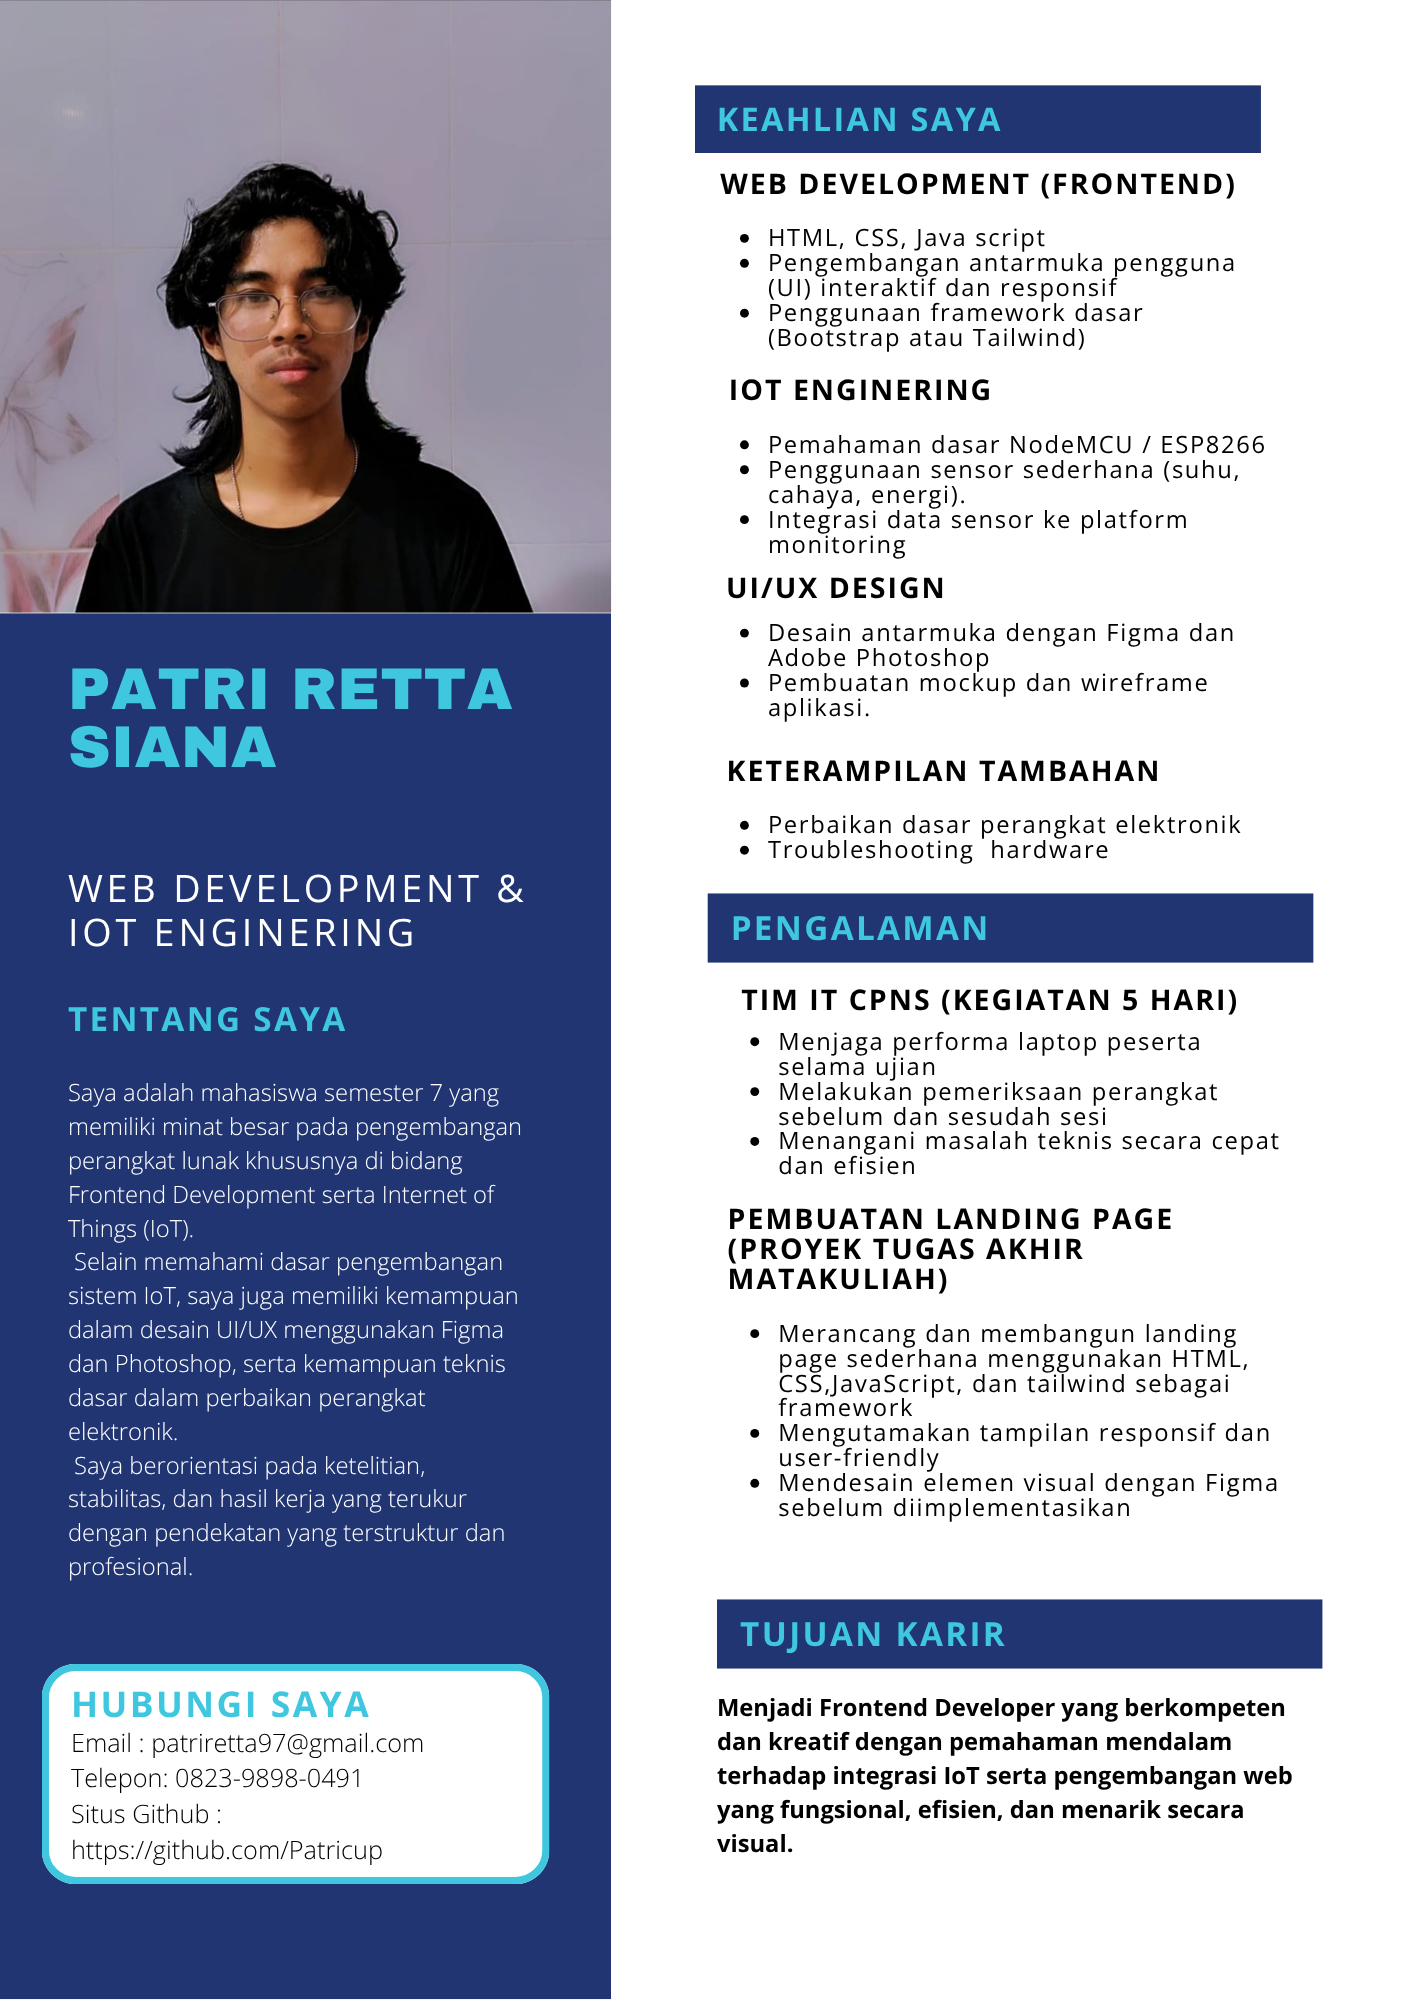 PATRI RETTA
SIANA
WEB DEVELOPMENT &
IOT ENGINERING
TENTANG SAYA
Saya adalah mahasiswa semester 7 yang
memiliki minat besar pada pengembangan
perangkat lunak khususnya di bidang
Frontend Development serta Internet of
Things (IoT).
Selain memahami dasar pengembangan
sistem IoT, saya juga memiliki kemampuan
dalam desain UI/UX menggunakan Figma
dan Photoshop, serta kemampuan teknis
dasar dalam perbaikan perangkat
elektronik.
Saya berorientasi pada ketelitian,
stabilitas, dan hasil kerja yang terukur
dengan pendekatan yang terstruktur dan
profesional.
HUBUNGI SAYA
Email : patriretta97@gmail.com
Telepon: 0823-9898-0491
Situs Github :
https://github.com/Patricup
KEAHLIAN SAYA
WEB DEVELOPMENT (FRONTEND)
• HTML, CSS, Java script
• Pengembangan antarmuka pengguna
(UI) interaktif dan responsif
• Penggunaan framework dasar
(Bootstrap atau Tailwind)
IOT ENGINERING
• Pemahaman dasar NodeMCU / ESP8266
• Penggunaan sensor sederhana (suhu,
cahaya, energi).
• Integrasi data sensor ke platform
monitoring
UI/UX DESIGN
• Desain antarmuka dengan Figma dan
Adobe Photoshop
• Pembuatan mockup dan wireframe
aplikasi.
KETERAMPILAN TAMBAHAN
• Perbaikan dasar perangkat elektronik
• Troubleshooting  hardware
PENGALAMAN
TIM IT CPNS (KEGIATAN 5 HARI)
• Menjaga performa laptop peserta
selama ujian
• Melakukan pemeriksaan perangkat
sebelum dan sesudah sesi
• Menangani masalah teknis secara cepat
dan efisien
PEMBUATAN LANDING PAGE
(PROYEK TUGAS AKHIR
MATAKULIAH)
• Merancang dan membangun landing
page sederhana menggunakan HTML,
CSS,JavaScript, dan tailwind sebagai
framework
• Mengutamakan tampilan responsif dan
user-friendly
• Mendesain elemen visual dengan Figma
sebelum diimplementasikan
TUJUAN KARIR
Menjadi Frontend Developer yang berkompeten
dan kreatif dengan pemahaman mendalam
terhadap integrasi IoT serta pengembangan web
yang fungsional, efisien, dan menarik secara
visual.